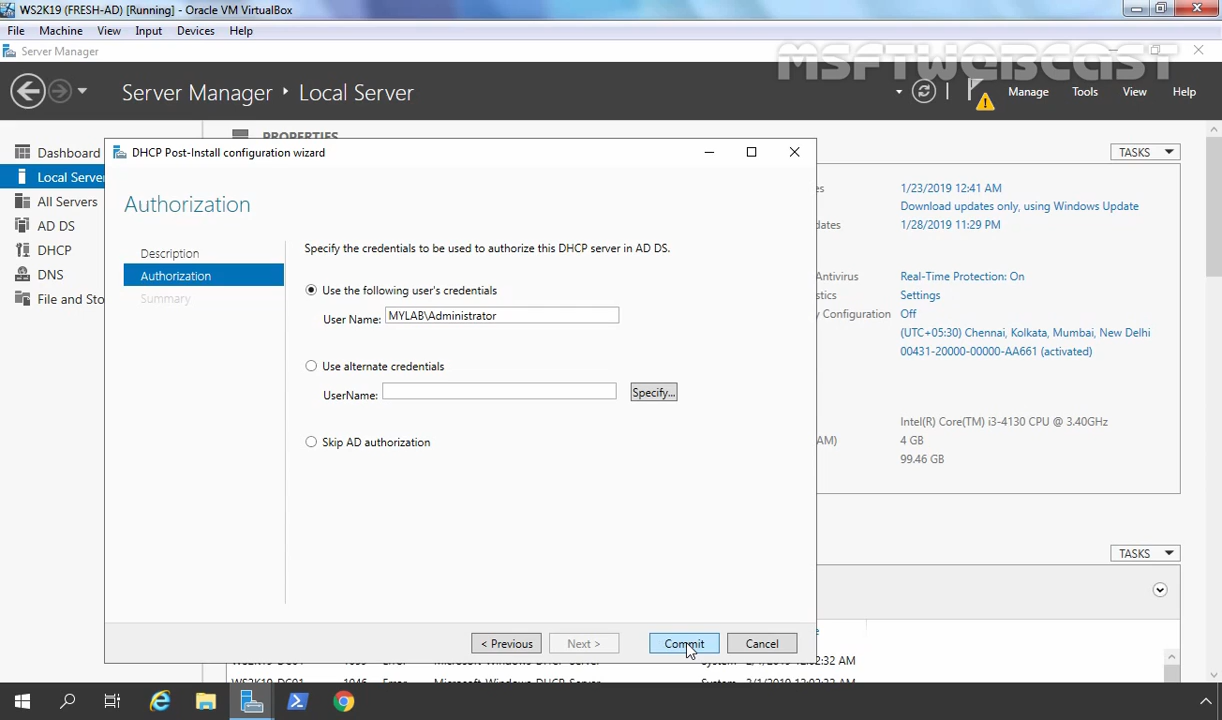 WS2K19 (FRESH-AD) [Running] - Oracle VM VirtualBox
File Machine View Input Devices Help
Server Manager
MSFTWEBCAST
Server Manager • Local Server
Manage Tools View Help
PROPERTIES
Dashboard
Local Server
All Servers
AD DS
DHCP
DNS
File and Sto
DHCP Post-Install configuration wizard
Authorization
Description
Authorization
Summary
Specify the credentials to be used to authorize this DHCP server in AD DS.
Use the following user's credentials
User Name: MYLAB\Administrator
Use alternate credentials
UserName:
Specify...
Skip AD authorization
< Previous
Next >
Commit
Cancel
TASKS
es 1/23/2019 12:41 AM
Download updates only, using Windows Update
dates 1/28/2019 11:29 PM
Antivirus Real-Time Protection: On
stics Settings
y Configuration Off
(UTC+05:30) Chennai, Kolkata, Mumbai, New Delhi
00431-20000-00000-AA661 (activated)
Intel(R) Core(TM) i3-4130 CPU @ 3.40GHz
AM) 4 GB
99.46 GB
TASKS